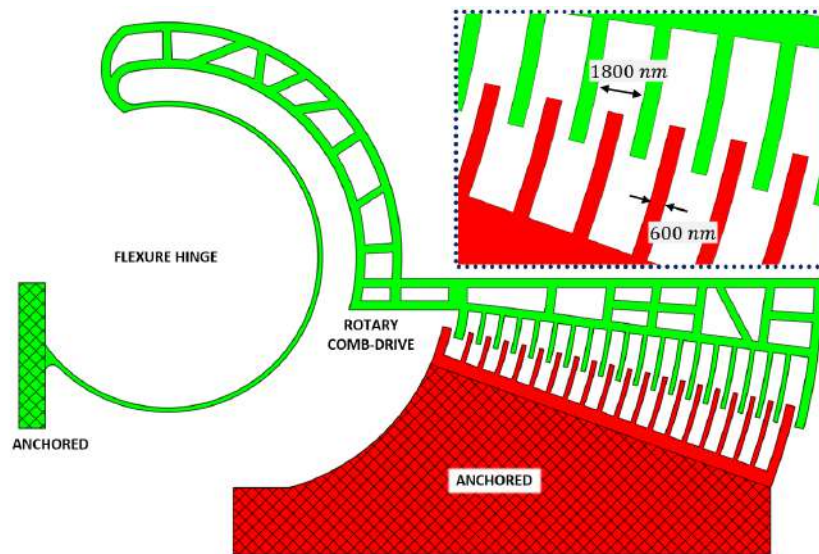 1800 nm
600 nm
FLEXURE HINGE
ROTARY
COMB-DRIVE
ANCHORED
ANCHORED